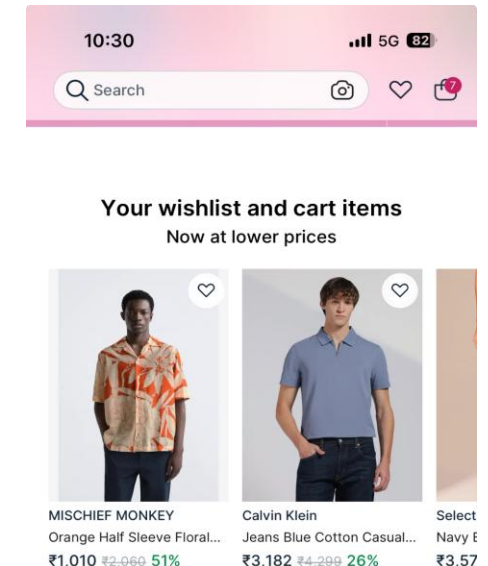 10:30 5G 82
Search 7
Your wishlist and cart items
Now at lower prices
MISCHIEF MONKEY
Orange Half Sleeve Floral...
₹1,010 ₹2,060 51%
Calvin Klein
Jeans Blue Cotton Casual...
₹3,182 ₹4,299 26%
Select
Navy
₹3,57